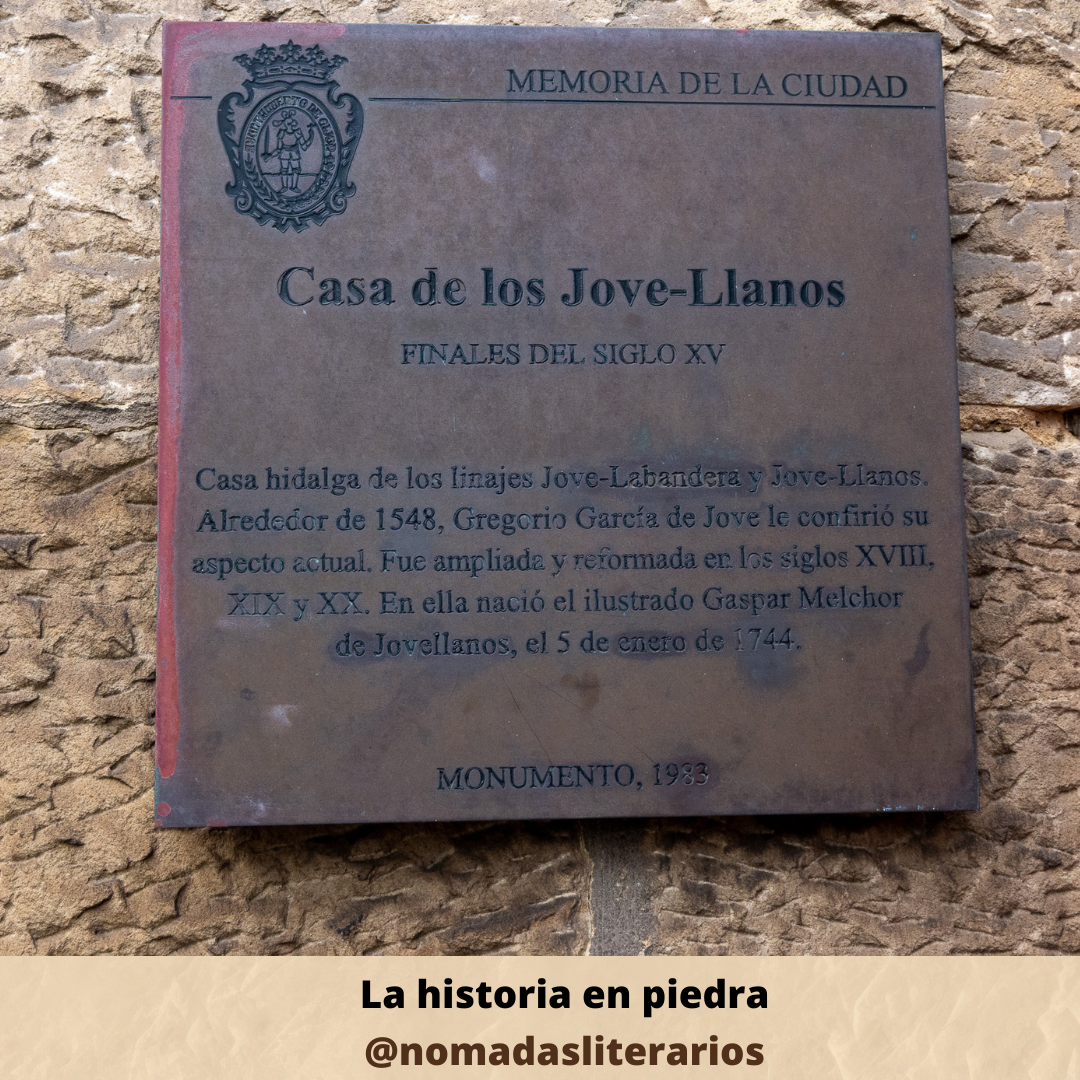 MEMORIA DE LA CIUDAD
Casa de los Jove-Llanos
FINALES DEL SIGLO XV
Casa hidalga de los linajes Jove-Labandera y Jove-Llanos.
Alrededor de 1548, Gregorio García de Jove le confirió su
aspecto actual. Fue ampliada y reformada en los siglos XVIII,
XIX y XX. En ella nació el ilustrado Gaspar Melchor
de Jovellanos, el 5 de enero de 1744.
MONUMENTO, 1983
La historia en piedra
@nomadasliterarios